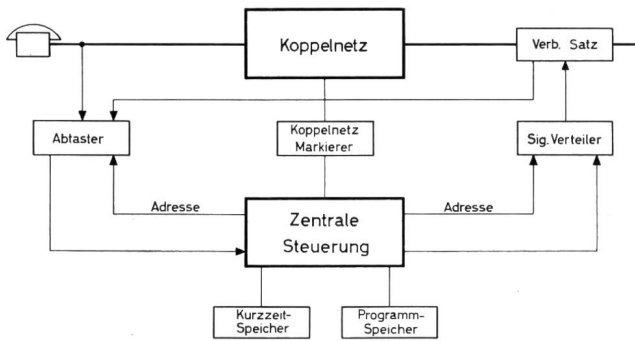 Koppelnetz
Verb. Satz
Abtaster
Koppelnetz
Markierer
Sig. Verteiler
Adresse
Adresse
Zentrale
Steuerung
Kurzzeit-
Speicher
Programm-
Speicher